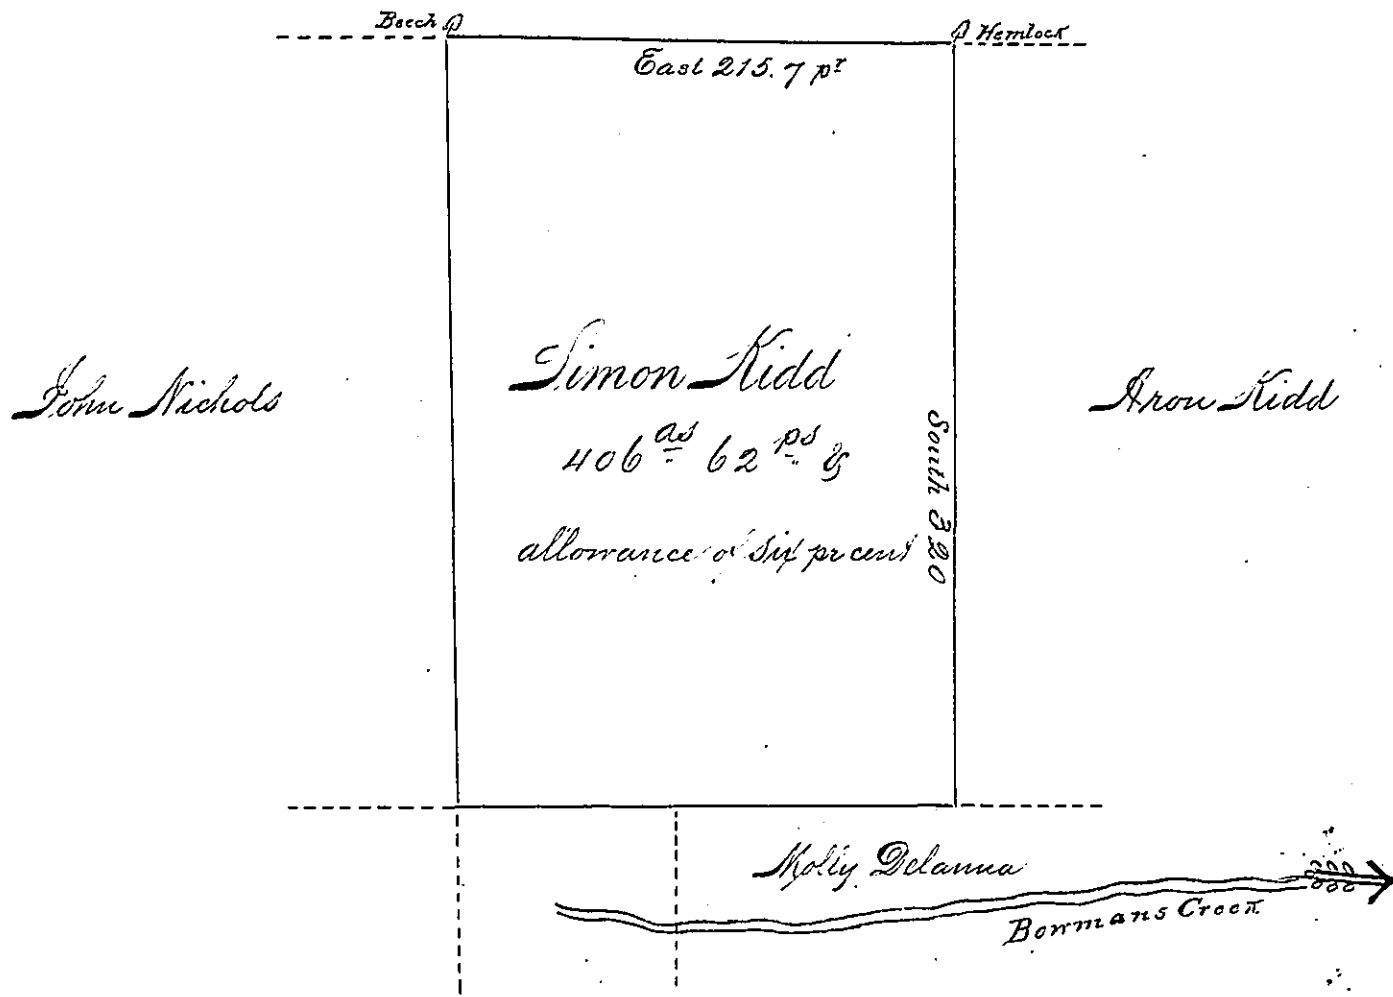 Beech
Hemlock
East 215.7 pr
John Nichols
Simon Kidd
Aron Kidd
406 as 62 ps &
allowance of six pr cent
South 320
Molly Delanna
Bowmans Creek